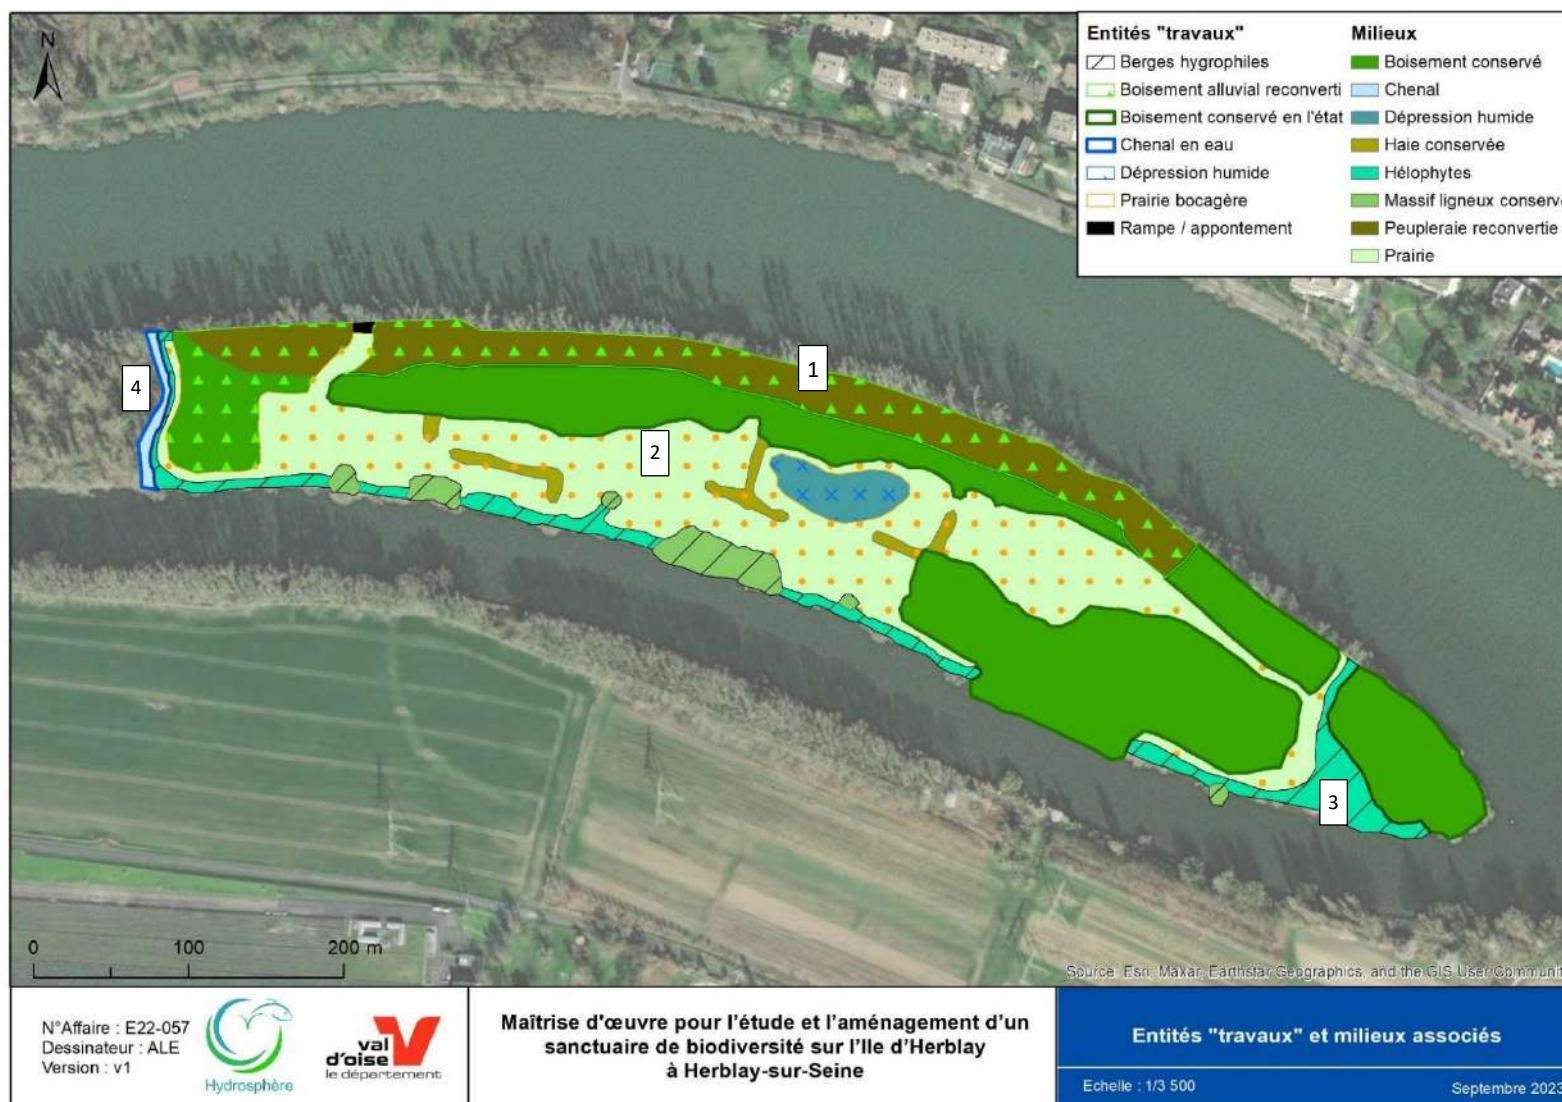 N
Entités "travaux"
Berges hygrophiles
Boisement alluvial reconverti
Boisement conservé en l'état
Chenal en eau
Dépression humide
Prairie bocagère
Rampe / appontement
Milieux
Boisement conservé
Chenal
Dépression humide
Haie conservée
Hélophytes
Massif ligneux conservé
Peupleraie reconvertie
Prairie
1
4
2
3
0 100 200 m
Source: Esri, Maxar, Earthstar Geographics, and the GIS User Communit
N°Affaire : E22-057
Dessinateur : ALE
Version : v1
Hydrosphère
val
d'oise
le département
Maîtrise d'œuvre pour l'étude et l'aménagement d'un
sanctuaire de biodiversité sur l'Ile d'Herblay
à Herblay-sur-Seine
Entités "travaux" et milieux associés
Echelle : 1/3 500
Septembre 2023